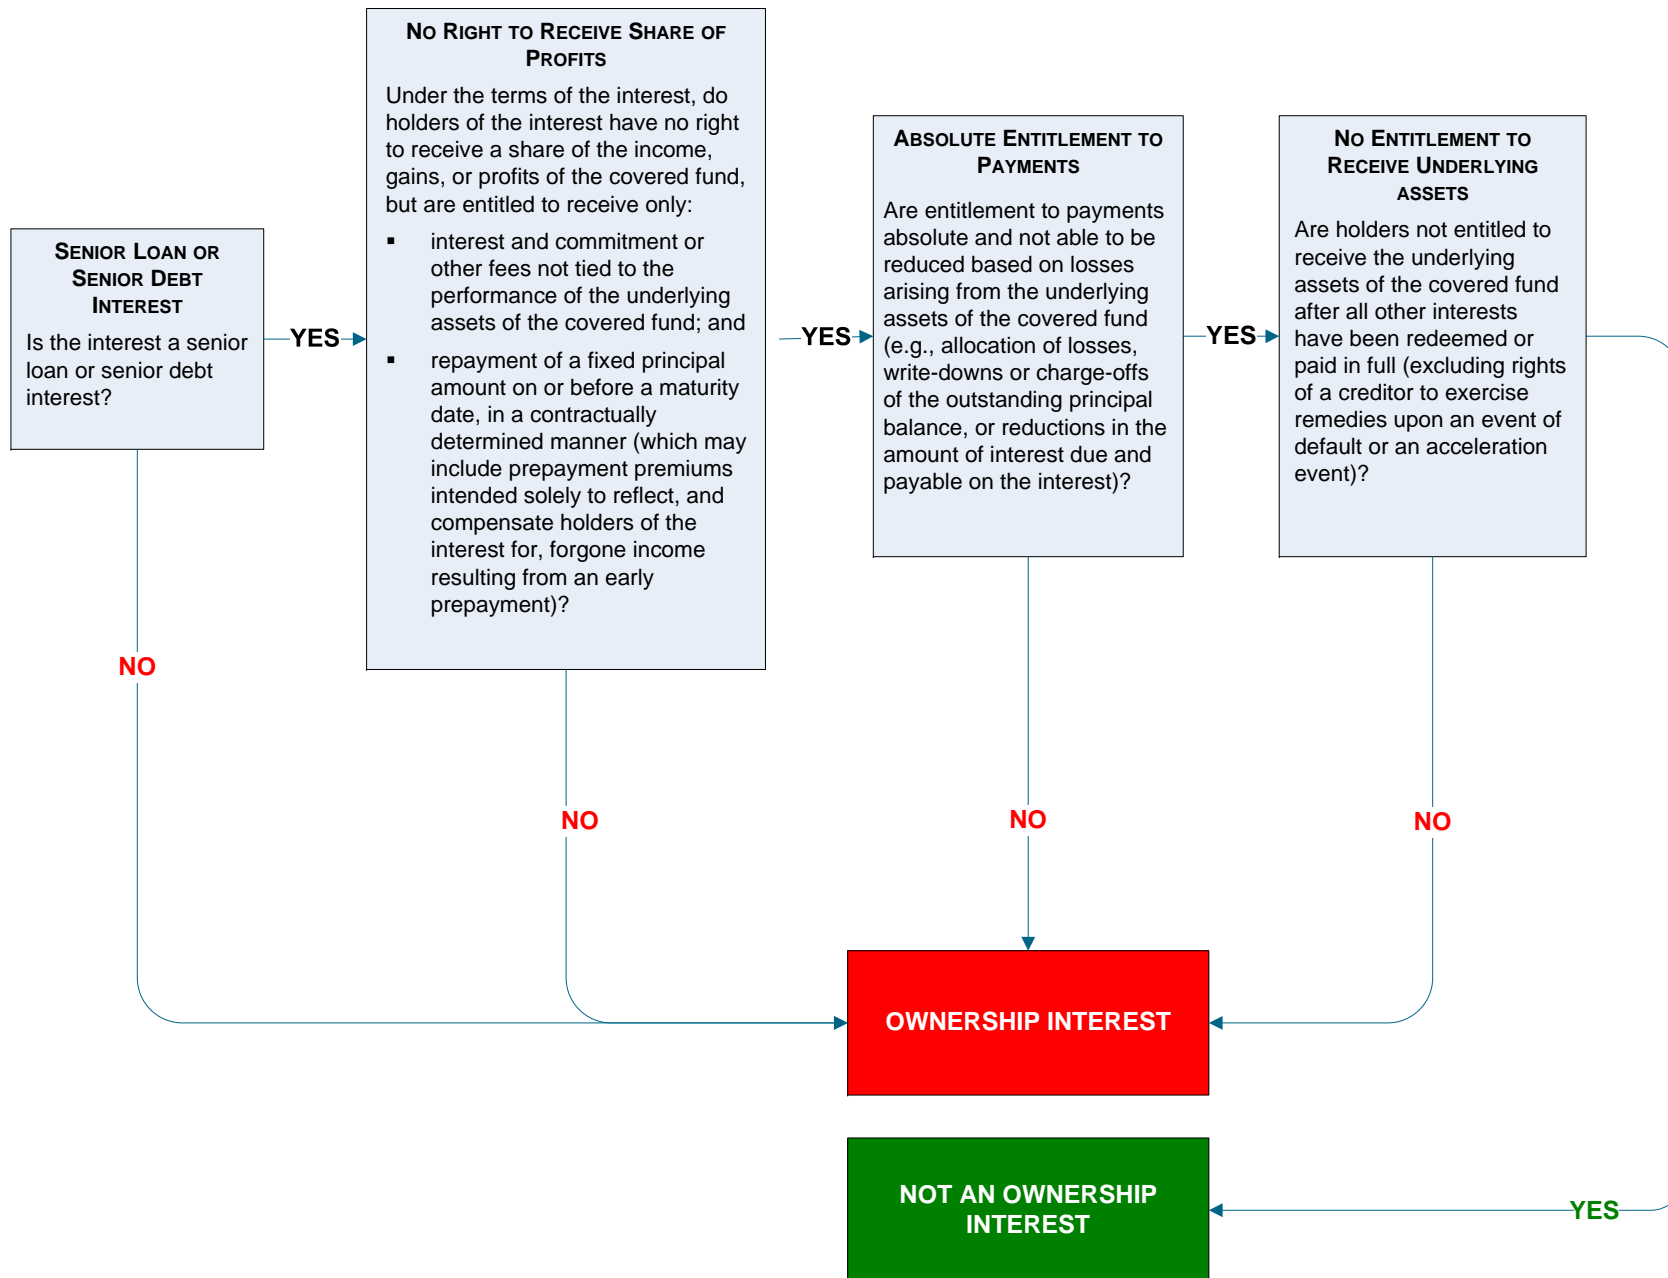 SENIOR LOAN OR
SENIOR DEBT
INTEREST
Is the interest a senior
loan or senior debt
interest?
YES
NO RIGHT TO RECEIVE SHARE OF
PROFITS
Under the terms of the interest, do
holders of the interest have no right
to receive a share of the income,
gains, or profits of the covered fund,
but are entitled to receive only:
▪ interest and commitment or
other fees not tied to the
performance of the underlying
assets of the covered fund; and
▪ repayment of a fixed principal
amount on or before a maturity
date, in a contractually
determined manner (which may
include prepayment premiums
intended solely to reflect, and
compensate holders of the
interest for, forgone income
resulting from an early
prepayment)?
YES
ABSOLUTE ENTITLEMENT TO
PAYMENTS
Are entitlement to payments
absolute and not able to be
reduced based on losses
arising from the underlying
assets of the covered fund
(e.g., allocation of losses,
write-downs or charge-offs
of the outstanding principal
balance, or reductions in the
amount of interest due and
payable on the interest)?
YES
NO ENTITLEMENT TO
RECEIVE UNDERLYING
ASSETS
Are holders not entitled to
receive the underlying
assets of the covered fund
after all other interests
have been redeemed or
paid in full (excluding rights
of a creditor to exercise
remedies upon an event of
default or an acceleration
event)?
NO
NO
NO
NO
OWNERSHIP INTEREST
NOT AN OWNERSHIP
INTEREST
YES